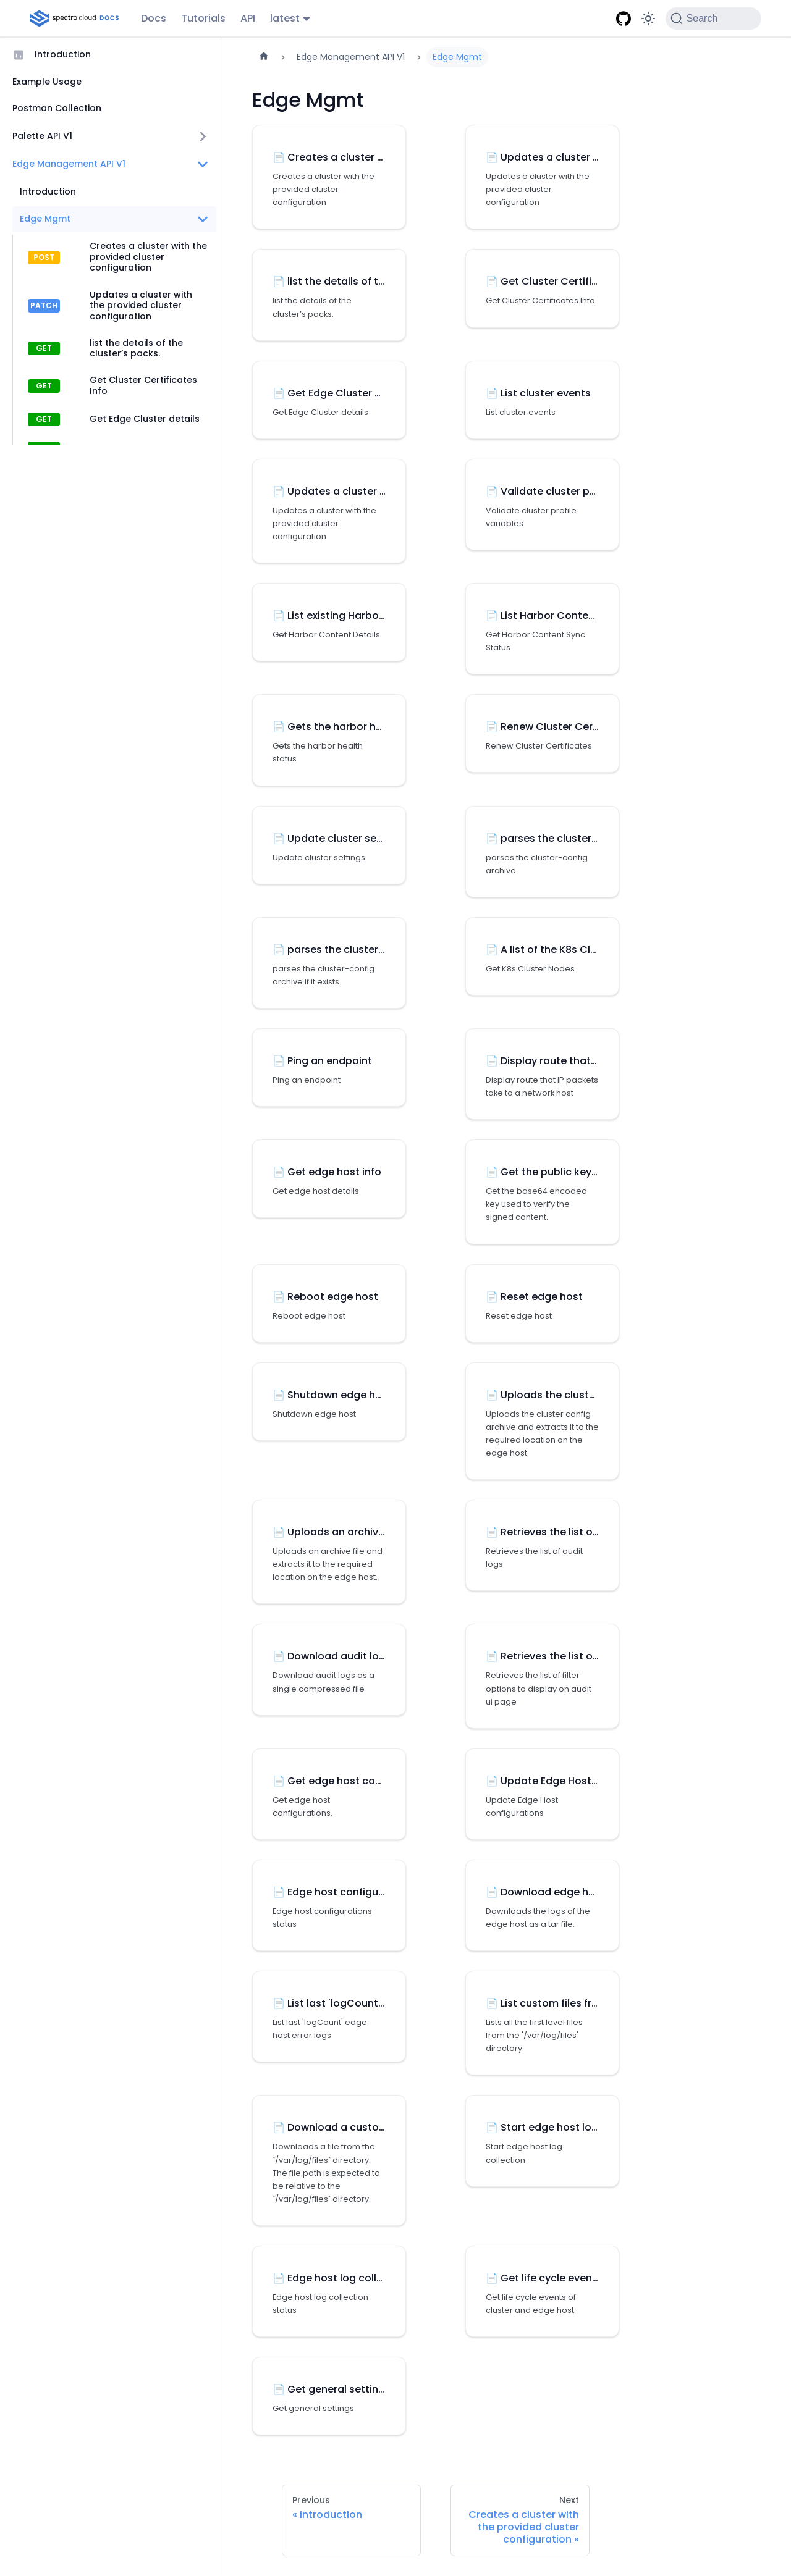 spectro cloud DOCS Docs Tutorials API latest Search
Introduction
Example Usage
Postman Collection
Palette API V1
Edge Management API V1
Introduction
Edge Mgmt
POST Creates a cluster with the
provided cluster
configuration
PATCH Updates a cluster with
the provided cluster
configuration
GET list the details of the
cluster's packs.
GET Get Cluster Certificates
Info
GET Get Edge Cluster details
Edge Management API V1 Edge Mgmt
Edge Mgmt
Creates a cluster ...
Creates a cluster with the
provided cluster
configuration
Updates a cluster ...
Updates a cluster with the
provided cluster
configuration
list the details of t...
list the details of the
cluster's packs.
Get Cluster Certifi...
Get Cluster Certificates Info
Get Edge Cluster ...
Get Edge Cluster details
List cluster events
List cluster events
Updates a cluster ...
Updates a cluster with the
provided cluster
configuration
Validate cluster p...
Validate cluster profile
variables
List existing Harbo...
Get Harbor Content Details
List Harbor Conte...
Get Harbor Content Sync
Status
Gets the harbor h...
Gets the harbor health
status
Renew Cluster Cer...
Renew Cluster Certificates
Update cluster se...
Update cluster settings
parses the cluster...
parses the cluster-config
archive.
parses the cluster...
parses the cluster-config
archive if it exists.
A list of the K8s Cl...
Get K8s Cluster Nodes
Ping an endpoint
Ping an endpoint
Display route that...
Display route that IP packets
take to a network host
Get edge host info
Get edge host details
Get the public key...
Get the base64 encoded
key used to verify the
signed content.
Reboot edge host
Reboot edge host
Reset edge host
Reset edge host
Shutdown edge h...
Shutdown edge host
Uploads the clust...
Uploads the cluster config
archive and extracts it to the
required location on the
edge host.
Uploads an archiv...
Uploads an archive file and
extracts it to the required
location on the edge host.
Retrieves the list o...
Retrieves the list of audit
logs
Download audit lo...
Download audit logs as a
single compressed file
Retrieves the list o...
Retrieves the list of filter
options to display on audit
ui page
Get edge host co...
Get edge host
configurations.
Update Edge Host...
Update Edge Host
configurations
Edge host configu...
Edge host configurations
status
Download edge h...
Downloads the logs of the
edge host as a tar file.
List last 'logCount...
List last 'logCount' edge
host error logs
List custom files fr...
Lists all the first level files
from the '/var/log/files'
directory.
Download a custo...
Downloads a file from the
`/var/log/files` directory.
The file path is expected to
be relative to the
`/var/log/files` directory.
Start edge host lo...
Start edge host log
collection
Edge host log coll...
Edge host log collection
status
Get life cycle even...
Get life cycle events of
cluster and edge host
Get general settin...
Get general settings
Previous
« Introduction
Next
Creates a cluster with
the provided cluster
configuration »